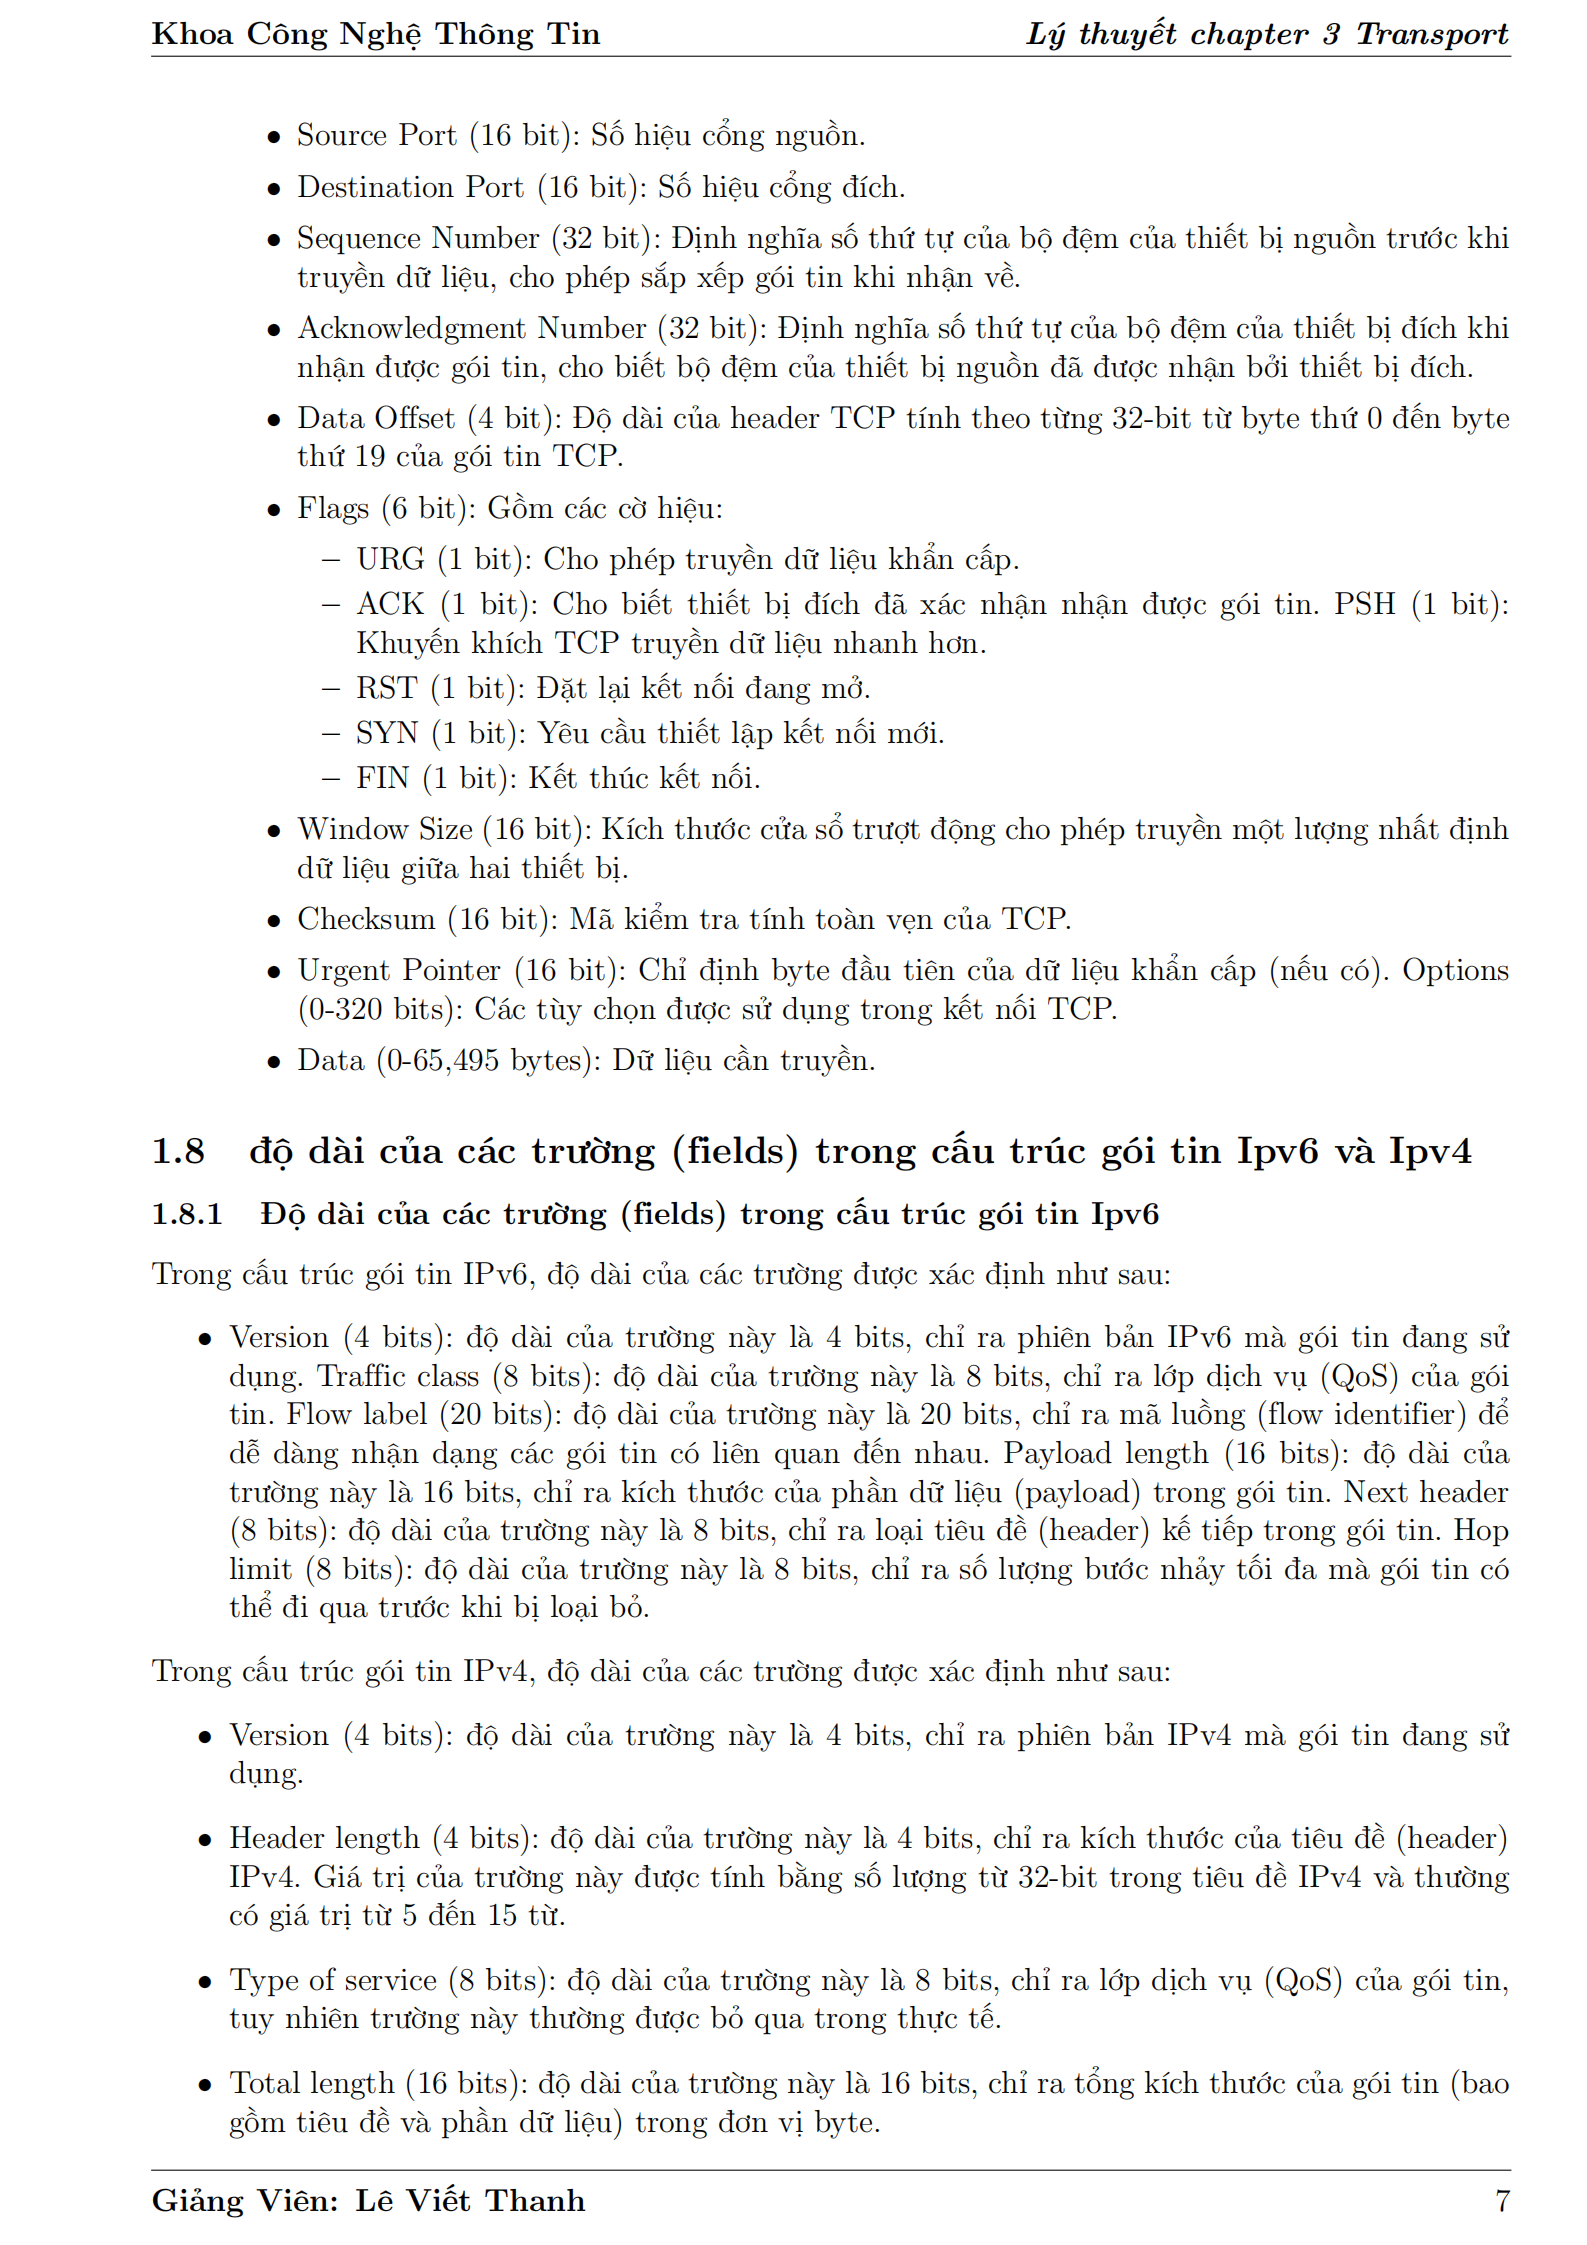 Khoa Công Nghệ Thông Tin Lý thuyết chapter 3 Transport
• Source Port (16 bit): Số hiệu cổng nguồn.
• Destination Port (16 bit): Số hiệu cổng đích.
• Sequence Number (32 bit): Định nghĩa số thứ tự của bộ đệm của thiết bị nguồn trước khi
truyền dữ liệu, cho phép sắp xếp gói tin khi nhận về.
• Acknowledgment Number (32 bit): Định nghĩa số thứ tự của bộ đệm của thiết bị đích khi
nhận được gói tin, cho biết bộ đệm của thiết bị nguồn đã được nhận bởi thiết bị đích.
• Data Offset (4 bit): Độ dài của header TCP tính theo từng 32-bit từ byte thứ 0 đến byte
thứ 19 của gói tin TCP.
• Flags (6 bit): Gồm các cờ hiệu:
– URG (1 bit): Cho phép truyền dữ liệu khẩn cấp.
– ACK (1 bit): Cho biết thiết bị đích đã xác nhận nhận được gói tin. PSH (1 bit):
Khuyến khích TCP truyền dữ liệu nhanh hơn.
– RST (1 bit): Đặt lại kết nối đang mở.
– SYN (1 bit): Yêu cầu thiết lập kết nối mới.
– FIN (1 bit): Kết thúc kết nối.
• Window Size (16 bit): Kích thước cửa sổ trượt động cho phép truyền một lượng nhất định
dữ liệu giữa hai thiết bị.
• Checksum (16 bit): Mã kiểm tra tính toàn vẹn của TCP.
• Urgent Pointer (16 bit): Chỉ định byte đầu tiên của dữ liệu khẩn cấp (nếu có). Options
(0-320 bits): Các tùy chọn được sử dụng trong kết nối TCP.
• Data (0-65,495 bytes): Dữ liệu cần truyền.
1.8 độ dài của các trường (fields) trong cấu trúc gói tin Ipv6 và Ipv4
1.8.1 Độ dài của các trường (fields) trong cấu trúc gói tin Ipv6
Trong cấu trúc gói tin IPv6, độ dài của các trường được xác định như sau:
• Version (4 bits): độ dài của trường này là 4 bits, chỉ ra phiên bản IPv6 mà gói tin đang sử
dụng. Traffic class (8 bits): độ dài của trường này là 8 bits, chỉ ra lớp dịch vụ (QoS) của gói
tin. Flow label (20 bits): độ dài của trường này là 20 bits, chỉ ra mã luồng (flow identifier) để
dễ dàng nhận dạng các gói tin có liên quan đến nhau. Payload length (16 bits): độ dài của
trường này là 16 bits, chỉ ra kích thước của phần dữ liệu (payload) trong gói tin. Next header
(8 bits): độ dài của trường này là 8 bits, chỉ ra loại tiêu đề (header) kế tiếp trong gói tin. Hop
limit (8 bits): độ dài của trường này là 8 bits, chỉ ra số lượng bước nhảy tối đa mà gói tin có
thể đi qua trước khi bị loại bỏ.
Trong cấu trúc gói tin IPv4, độ dài của các trường được xác định như sau:
• Version (4 bits): độ dài của trường này là 4 bits, chỉ ra phiên bản IPv4 mà gói tin đang sử
dụng.
• Header length (4 bits): độ dài của trường này là 4 bits, chỉ ra kích thước của tiêu đề (header)
IPv4. Giá trị của trường này được tính bằng số lượng từ 32-bit trong tiêu đề IPv4 và thường
có giá trị từ 5 đến 15 từ.
• Type of service (8 bits): độ dài của trường này là 8 bits, chỉ ra lớp dịch vụ (QoS) của gói tin,
tuy nhiên trường này thường được bỏ qua trong thực tế.
• Total length (16 bits): độ dài của trường này là 16 bits, chỉ ra tổng kích thước của gói tin (bao
gồm tiêu đề và phần dữ liệu) trong đơn vị byte.
Giảng Viên: Lê Viết Thanh 7